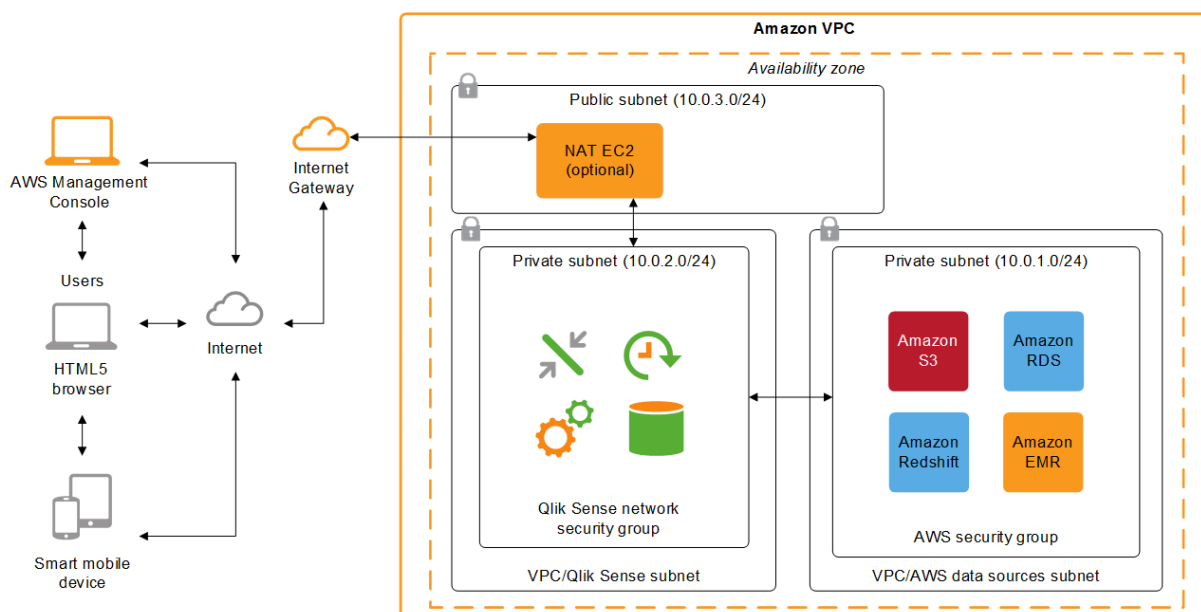 Amazon VPC
Availability zone
Public subnet (10.0.3.0/24)
NAT EC2
(optional)
Internet
Gateway
AWS Management
Console
Users
HTML5
browser
Internet
Smart mobile
device
Private subnet (10.0.2.0/24)
Qlik Sense network
security group
VPC/Qlik Sense subnet
Private subnet (10.0.1.0/24)
Amazon
S3
Amazon
RDS
Amazon
Redshift
Amazon
EMR
AWS security group
VPC/AWS data sources subnet